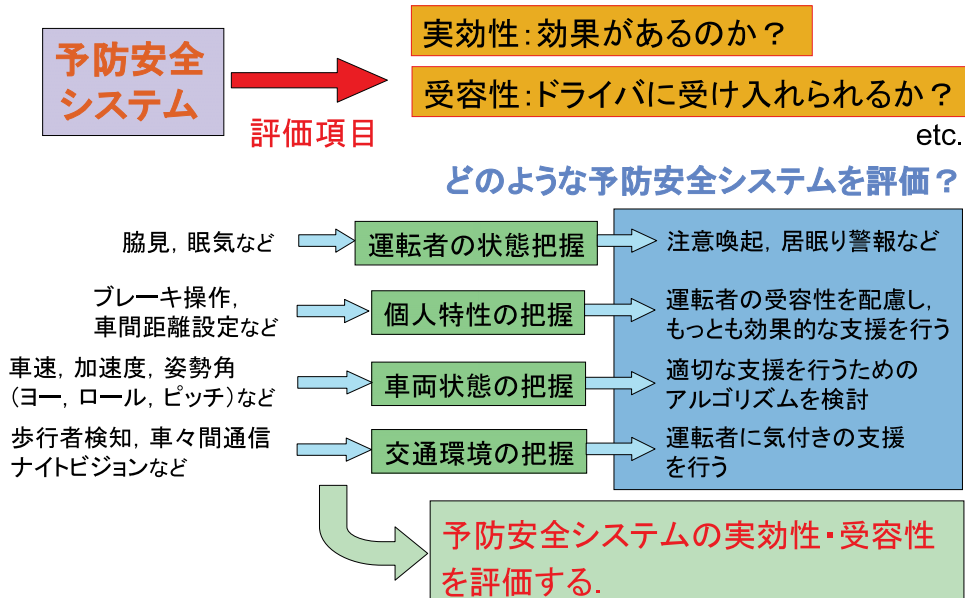 予防安全
システム
評価項目
実効性:効果があるのか?
受容性:ドライバに受け入れられるか?
etc.
どのような予防安全システムを評価?
脇見,眠気など
運転者の状態把握
注意喚起,居眠り警報など
ブレーキ操作,
車間距離設定など
個人特性の把握
運転者の受容性を配慮し,
もっとも効果的な支援を行う
車速,加速度,姿勢角
(ヨー,ロール,ピッチ)など
車両状態の把握
適切な支援を行うための
アルゴリズムを検討
歩行者検知,車々間通信
ナイトビジョンなど
交通環境の把握
運転者に気付きの支援
を行う
予防安全システムの実効性・受容性
を評価する.